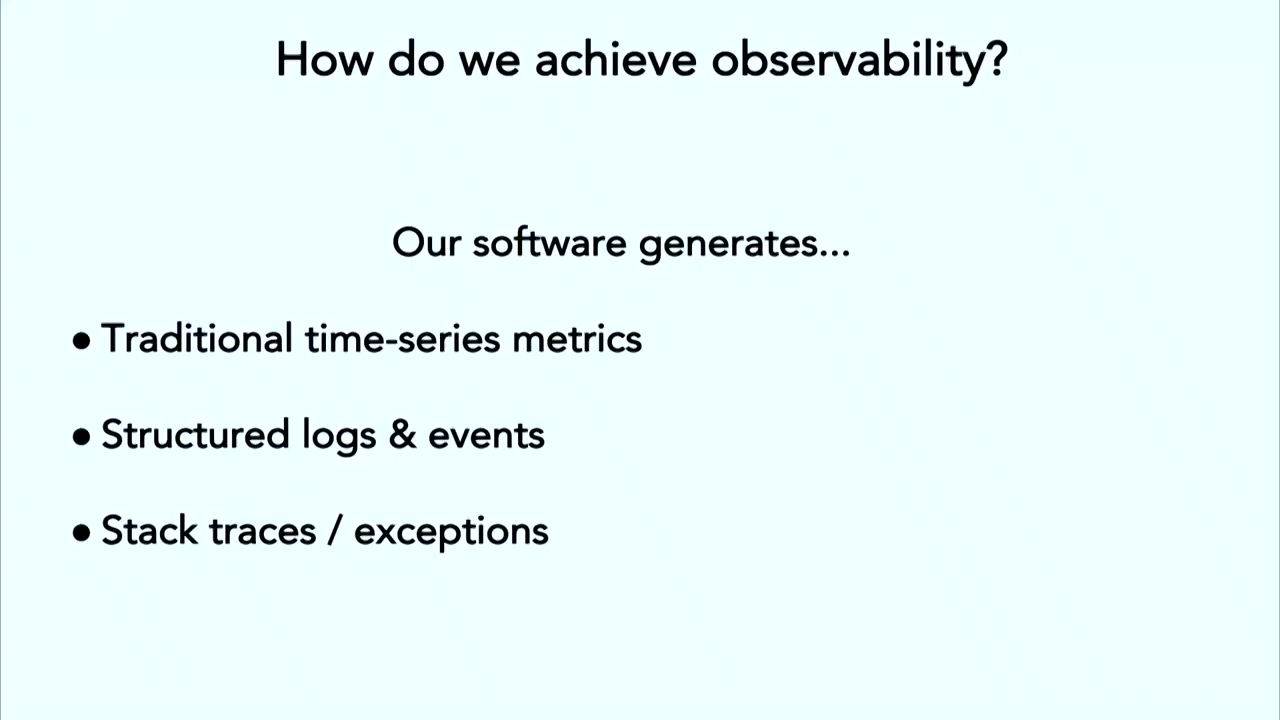 How do we achieve observability?
Our software generates...
● Traditional time-series metrics
● Structured logs & events
● Stack traces / exceptions